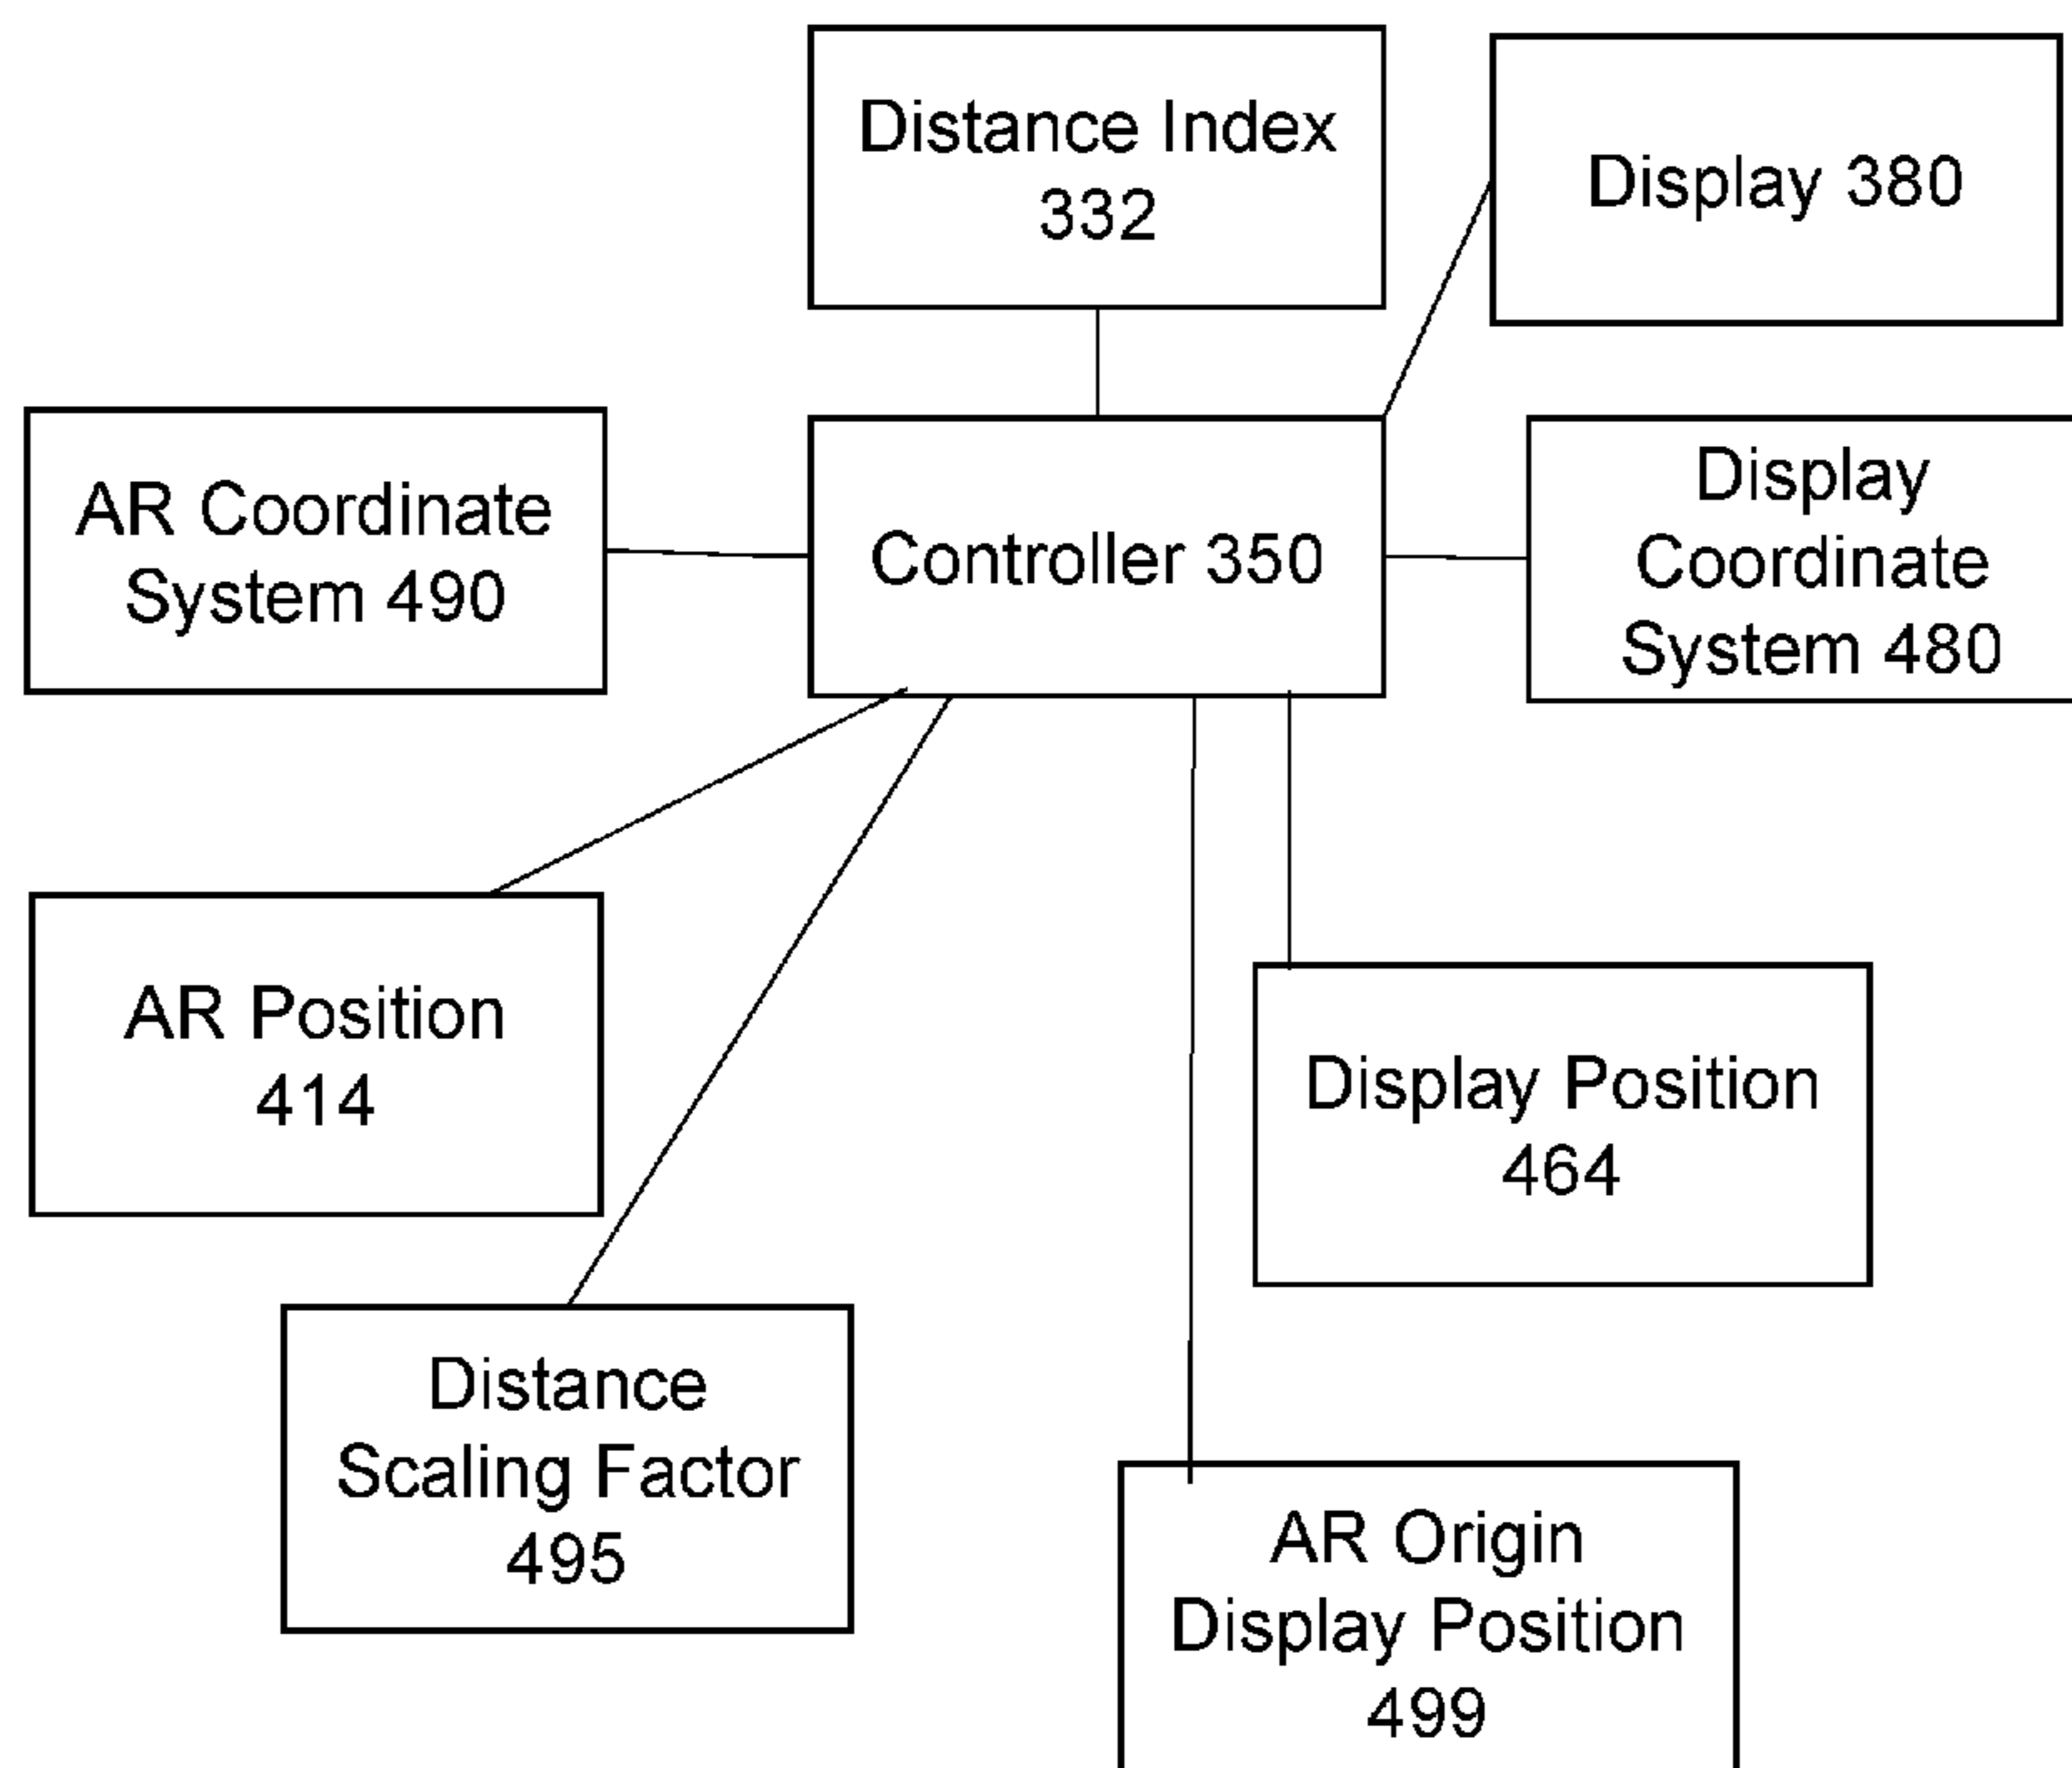 Distance Index
332
Display 380
AR Coordinate
System 490
Controller 350
Display
Coordinate
System 480
AR Position
414
Display Position
464
Distance
Scaling Factor
495
AR Origin
Display Position
499